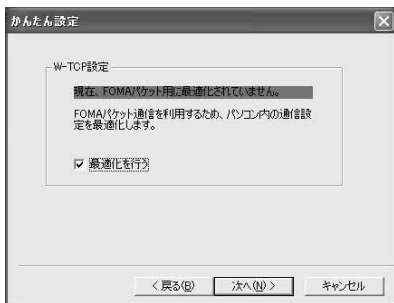 かんたん設定
W-TCP設定
現在、FOMAパケット用に最適化されていません。
FOMAパケット通信を利用するため、パソコン内の通信設
定を最適化します。
最適化を行う
< 戻る(B)
次へ(N) >
キャンセル